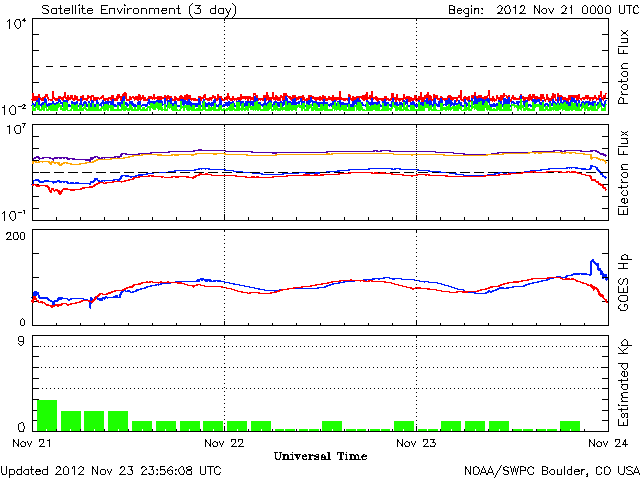 Satellite Environment (3 day) Begin: 2012 Nov 21 0000 UTC
10^4
10^-2
Proton Flux
10^7
10^-1
Electron Flux
200
0
GOES Hp
9
0
Estimated Kp
Nov 21 Nov 22 Nov 23 Nov 24
Universal Time
Updated 2012 Nov 23 23:56:08 UTC NOAA/SWPC Boulder, CO USA